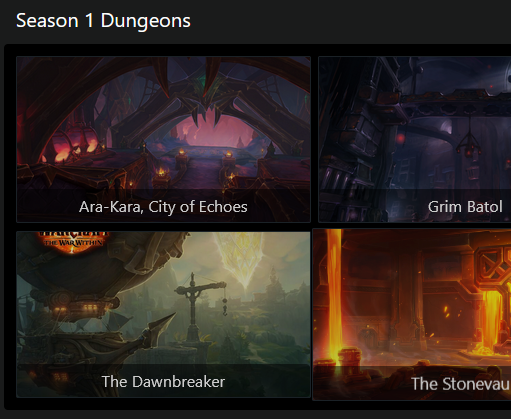 Season 1 Dungeons
Ara-Kara, City of Echoes
Grim Batol
THE WAR WITHIN
The Dawnbreaker
The Stonevau